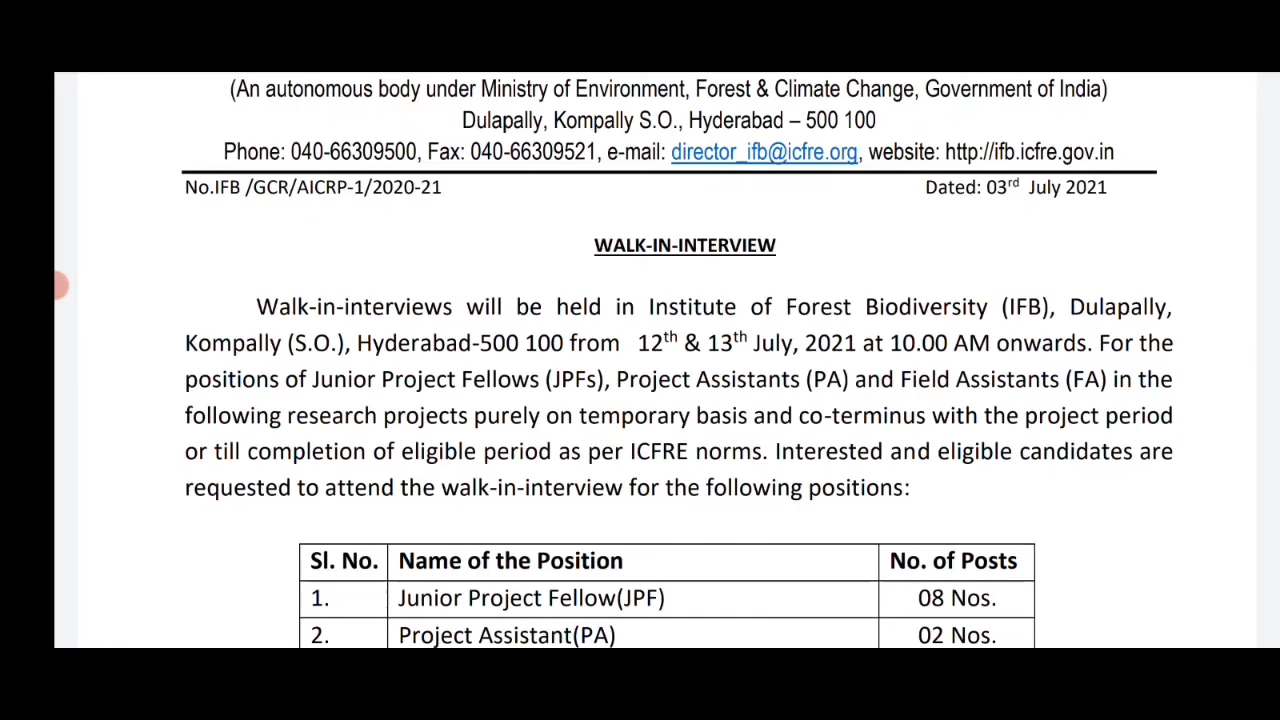 (An autonomous body under Ministry of Environment, Forest & Climate Change, Government of India)
Dulapally, Kompally S.O., Hyderabad – 500 100
Phone: 040-66309500, Fax: 040-66309521, e-mail: director_ifb@icfre.org, website: http://ifb.icfre.gov.in
No.IFB /GCR/AICRP-1/2020-21 Dated: 03rd July 2021
WALK-IN-INTERVIEW
Walk-in-interviews will be held in Institute of Forest Biodiversity (IFB), Dulapally,
Kompally (S.O.), Hyderabad-500 100 from 12th & 13th July, 2021 at 10.00 AM onwards. For the
positions of Junior Project Fellows (JPFs), Project Assistants (PA) and Field Assistants (FA) in the
following research projects purely on temporary basis and co-terminus with the project period
or till completion of eligible period as per ICFRE norms. Interested and eligible candidates are
requested to attend the walk-in-interview for the following positions:
Sl. No. Name of the Position No. of Posts
1. Junior Project Fellow(JPF) 08 Nos.
2. Project Assistant(PA) 02 Nos.